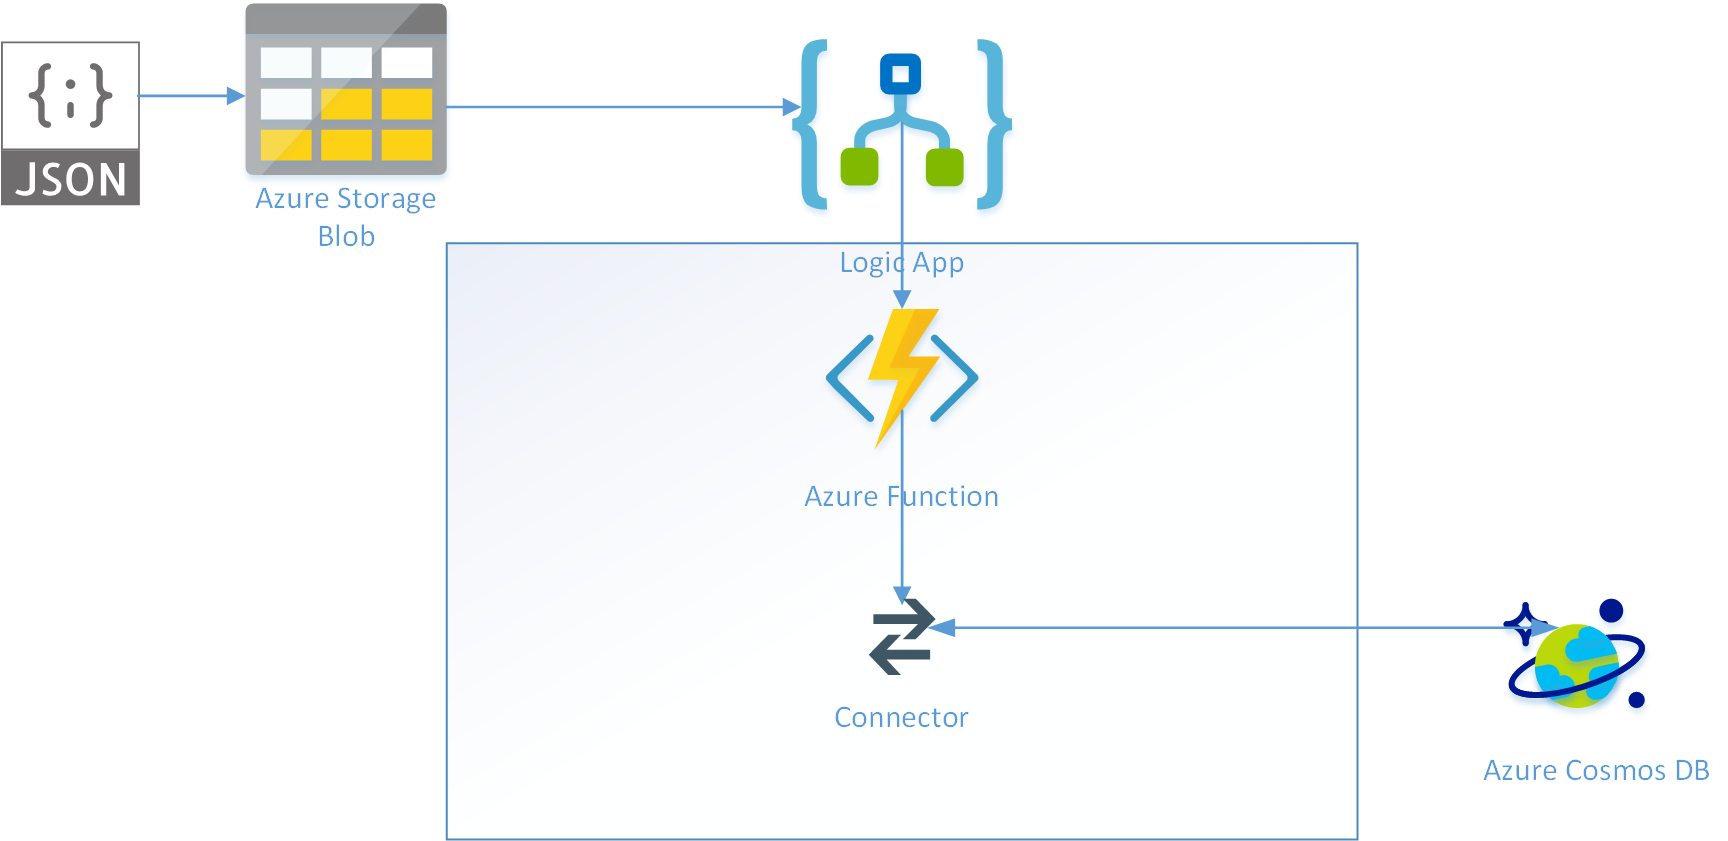 {;}
JSON
Azure Storage
Blob
Logic App
Azure Function
Connector
Azure Cosmos DB